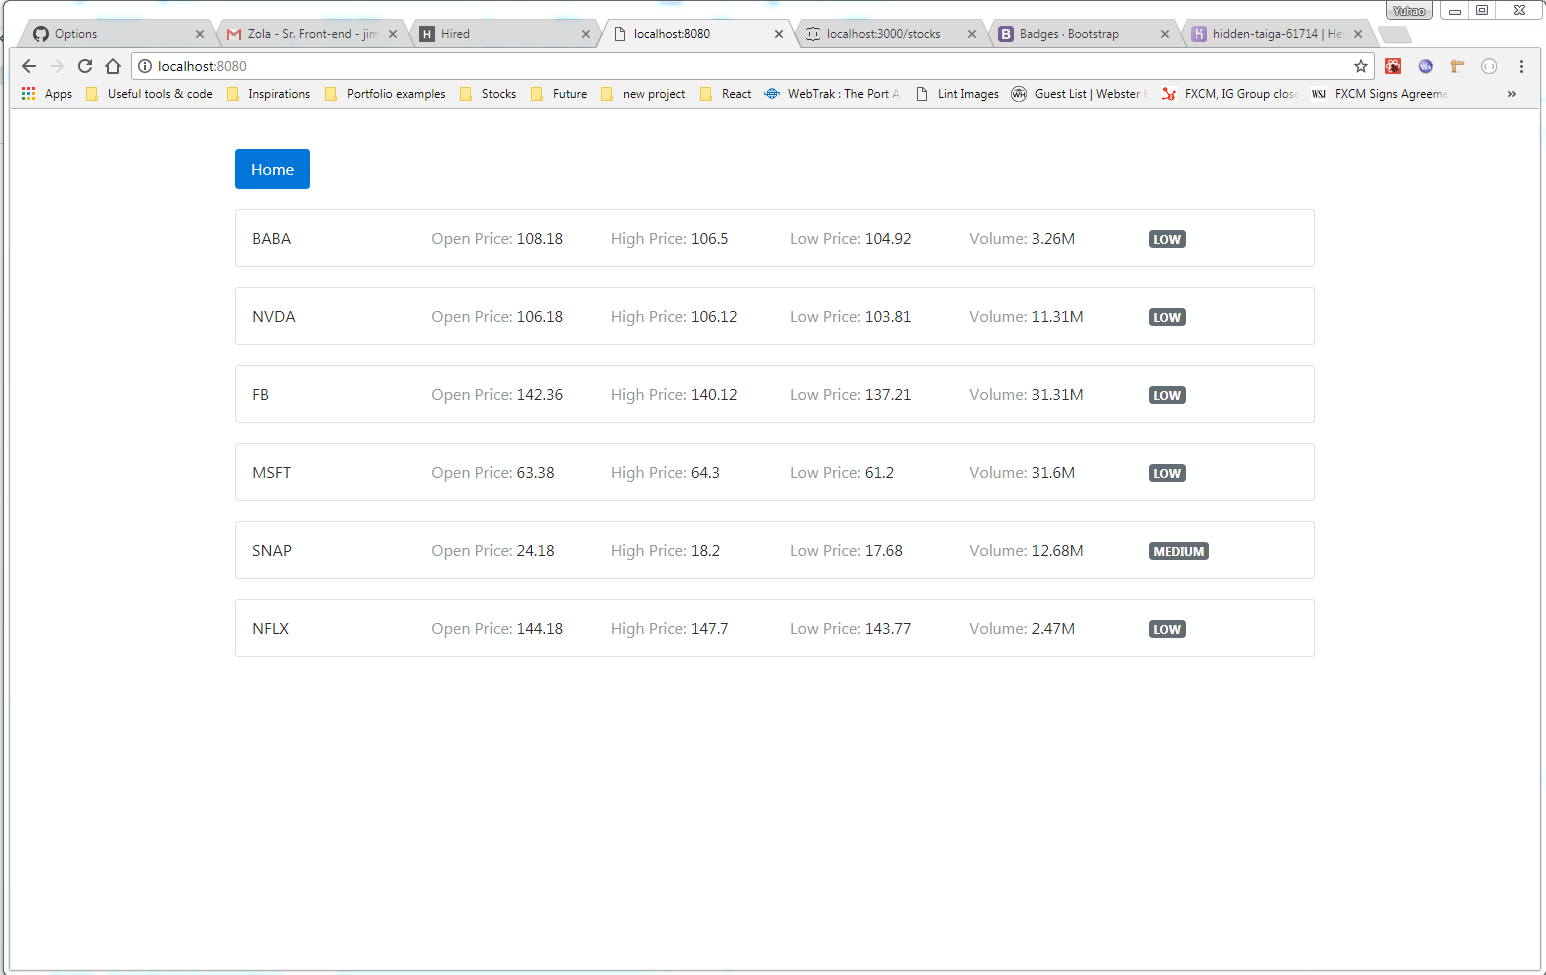 Yuhao
Options
Zola - Sr. Front-end - jim
Hired
localhost:8080
localhost:3000/stocks
Badges · Bootstrap
hidden-taiga-61714 | He
localhost:8080
Apps Useful tools & code Inspirations Portfolio examples Stocks Future new project React WebTrak : The Port A Lint Images Guest List | Webster H FXCM, IG Group close FXCM Signs Agreeme »
Home
BABA Open Price: 108.18 High Price: 106.5 Low Price: 104.92 Volume: 3.26M LOW
NVDA Open Price: 106.18 High Price: 106.12 Low Price: 103.81 Volume: 11.31M LOW
FB Open Price: 142.36 High Price: 140.12 Low Price: 137.21 Volume: 31.31M LOW
MSFT Open Price: 63.38 High Price: 64.3 Low Price: 61.2 Volume: 31.6M LOW
SNAP Open Price: 24.18 High Price: 18.2 Low Price: 17.68 Volume: 12.68M MEDIUM
NFLX Open Price: 144.18 High Price: 147.7 Low Price: 143.77 Volume: 2.47M LOW